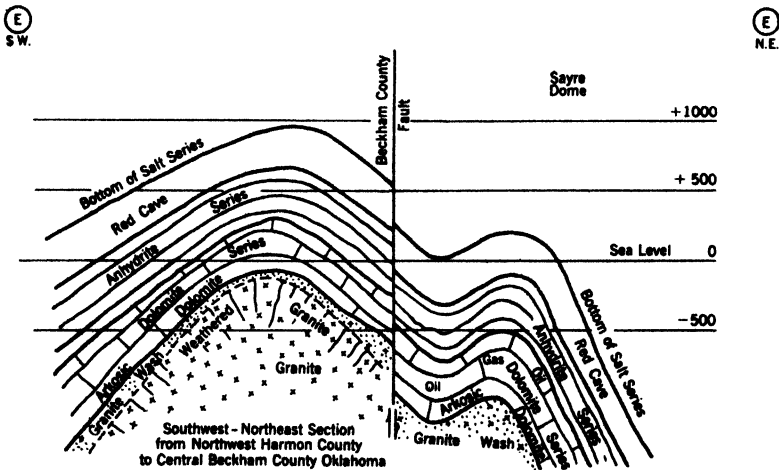 E
S.W.
E
N.E.
Sayre
Dome
Beckham County
Fault
+1000
+ 500
Sea Level 0
-500
Bottom of Salt Series
Red Cave
Anhydrite Series
Dolomite Series
Dolomite
Arkosic
Granite Wash
Weathered
Granite
Granite
Oil
Gas
Oil
Arkosic
Dolomite
Dolomite
Series
Anhydrite
Series
Red Cave
Bottom of Salt Series
Granite Wash
Southwest - Northeast Section
from Northwest Harmon County
to Central Beckham County Oklahoma